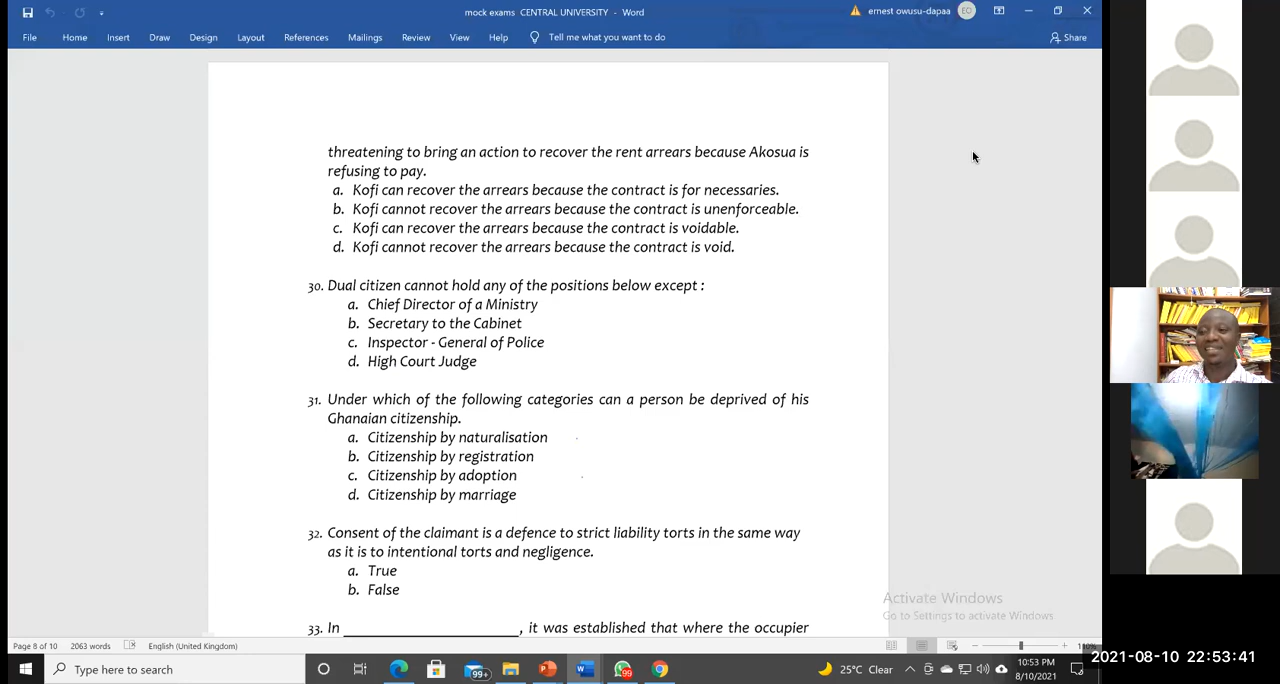 mock exams CENTRAL UNIVERSITY - Word
ernest owusu-dapaa
EO
File Home Insert Draw Design Layout References Mailings Review View Help Tell me what you want to do
Share
threatening to bring an action to recover the rent arrears because Akosua is
refusing to pay.
a. Kofi can recover the arrears because the contract is for necessaries.
b. Kofi cannot recover the arrears because the contract is unenforceable.
c. Kofi can recover the arrears because the contract is voidable.
d. Kofi cannot recover the arrears because the contract is void.
30. Dual citizen cannot hold any of the positions below except :
a. Chief Director of a Ministry
b. Secretary to the Cabinet
c. Inspector - General of Police
d. High Court Judge
31. Under which of the following categories can a person be deprived of his
Ghanaian citizenship.
a. Citizenship by naturalisation
b. Citizenship by registration
c. Citizenship by adoption
d. Citizenship by marriage
32. Consent of the claimant is a defence to strict liability torts in the same way
as it is to intentional torts and negligence.
a. True
b. False
33. In ____________________, it was established that where the occupier
Activate Windows
Go to Settings to activate Windows.
Page 8 of 10 2063 words English (United Kingdom)
Type here to search
99+
99
25°C Clear
10:53 PM
8/10/2021
2021-08-10 22:53:41